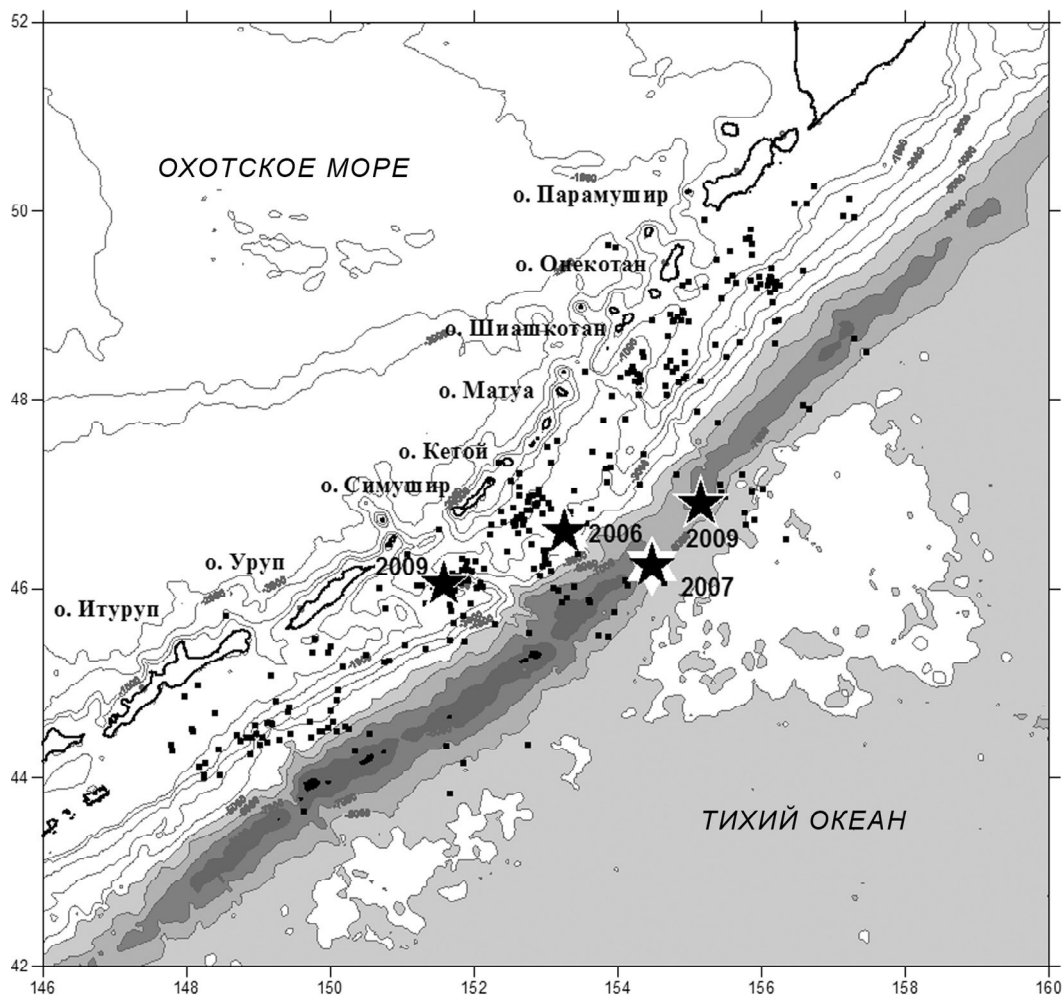 52
50
48
46
44
42
146
148
150
152
154
156
158
160
ОХОТСКОЕ МОРЕ
о. Парамушир
о. Онекотан
о. Шиашкотан
о. Матуа
о. Кетой
о. Симушир
о. Уруп
о. Итуруп
2009
2006
2009
2007
ТИХИЙ ОКЕАН